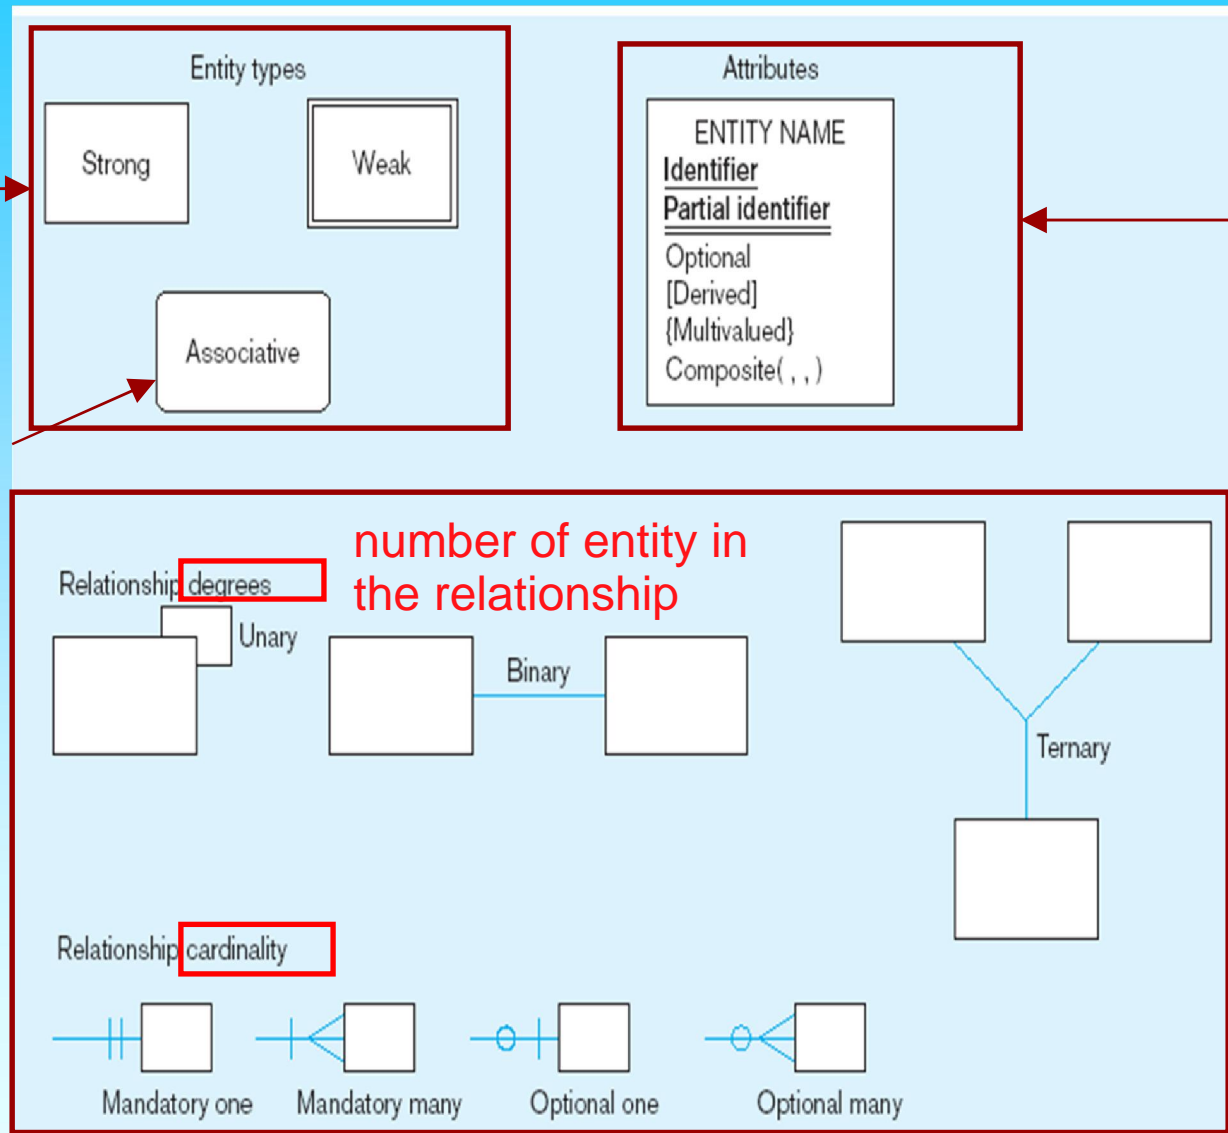 Entity types
Strong
Weak
Associative
Attributes
ENTITY NAME
Identifier
Partial identifier
Optional
[Derived]
{Multivalued}
Composite( , , )
number of entity in
the relationship
Relationship degrees
Unary
Binary
Ternary
Relationship cardinality
Mandatory one
Mandatory many
Optional one
Optional many